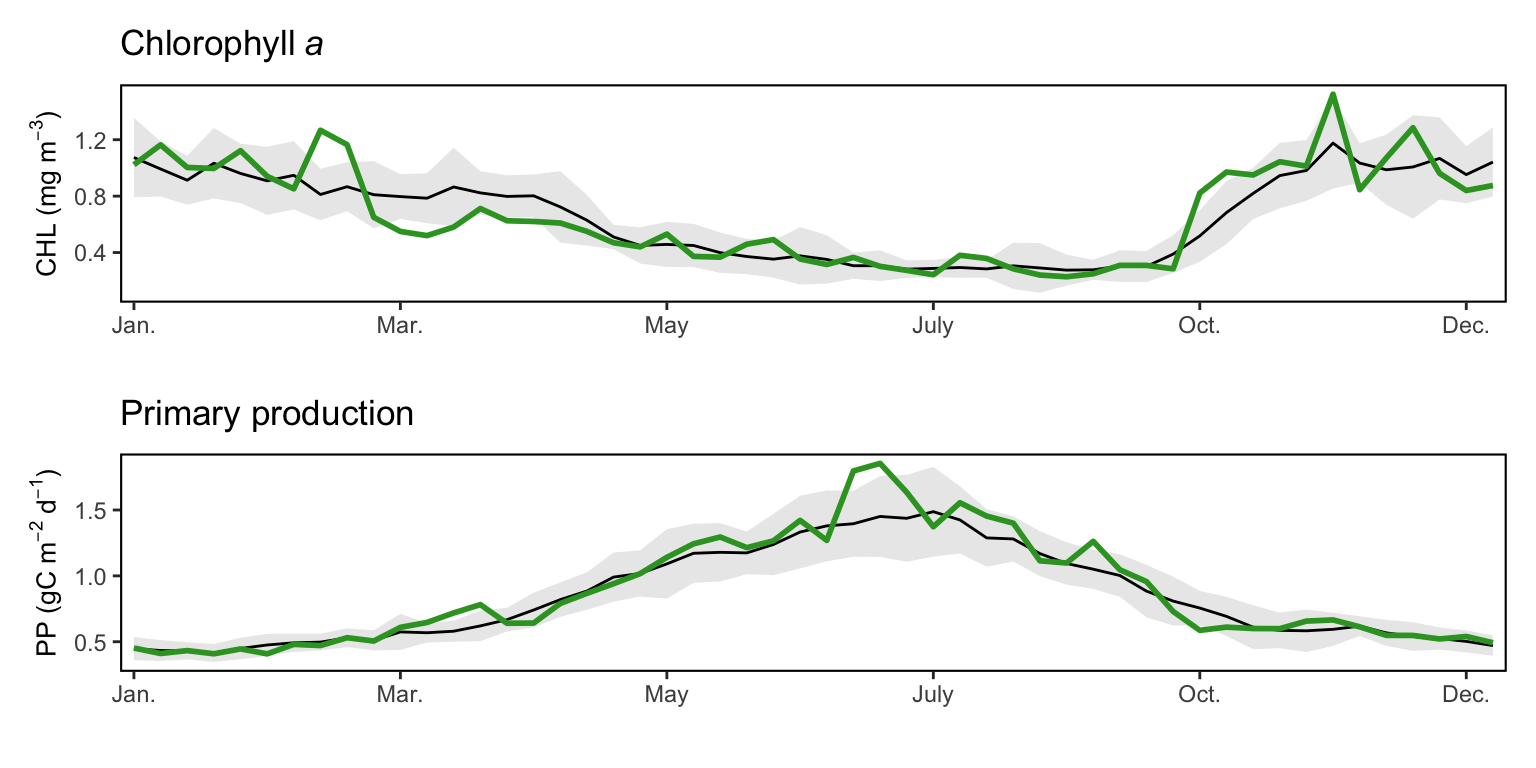 Chlorophyll a
CHL (mg m⁻³)
1.2
0.8
0.4
Jan. Mar. May July Oct. Dec.
Primary production
PP (gC m⁻² d⁻¹)
1.5
1.0
0.5
Jan. Mar. May July Oct. Dec.